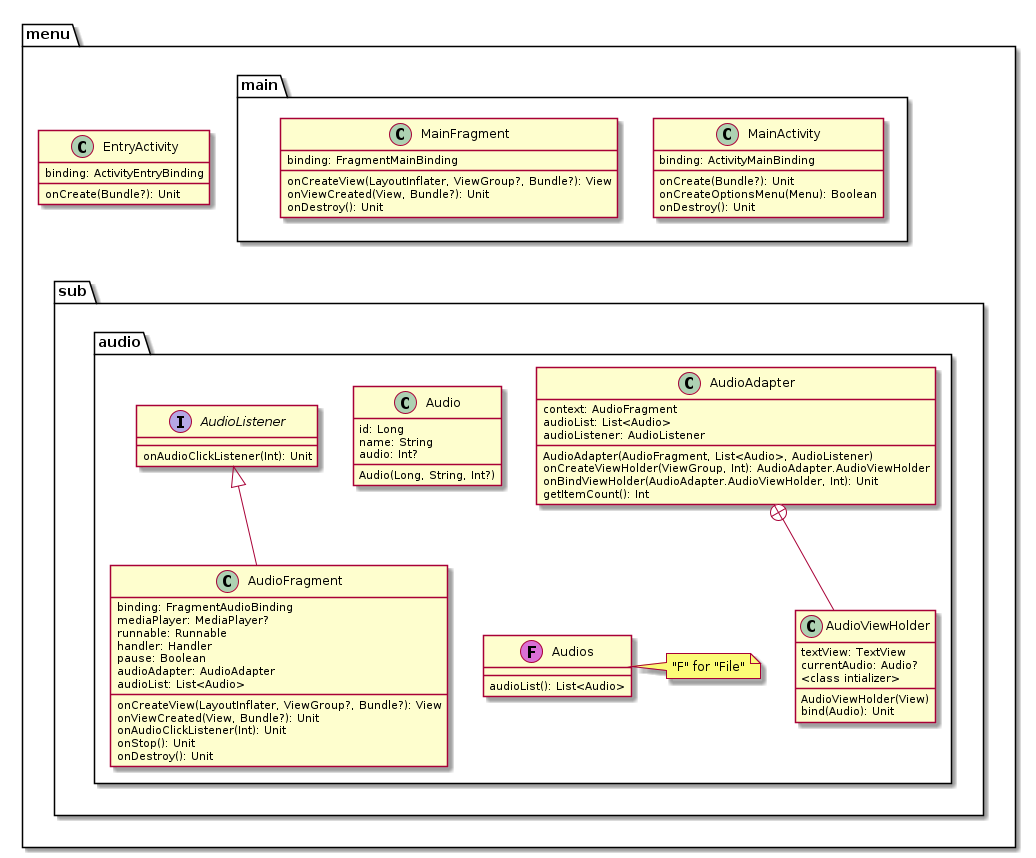 menu
main
C EntryActivity
binding: ActivityEntryBinding
onCreate(Bundle?): Unit
C MainFragment
binding: FragmentMainBinding
onCreateView(LayoutInflater, ViewGroup?, Bundle?): View
onViewCreated(View, Bundle?): Unit
onDestroy(): Unit
C MainActivity
binding: ActivityMainBinding
onCreate(Bundle?): Unit
onCreateOptionsMenu(Menu): Boolean
onDestroy(): Unit
sub
audio
I AudioListener
onAudioClickListener(Int): Unit
C Audio
id: Long
name: String
audio: Int?
Audio(Long, String, Int?)
C AudioAdapter
context: AudioFragment
audioList: List<Audio>
audioListener: AudioListener
AudioAdapter(AudioFragment, List<Audio>, AudioListener)
onCreateViewHolder(ViewGroup, Int): AudioAdapter.AudioViewHolder
onBindViewHolder(AudioAdapter.AudioViewHolder, Int): Unit
getItemCount(): Int
C AudioFragment
binding: FragmentAudioBinding
mediaPlayer: MediaPlayer?
runnable: Runnable
handler: Handler
pause: Boolean
audioAdapter: AudioAdapter
audioList: List<Audio>
onCreateView(LayoutInflater, ViewGroup?, Bundle?): View
onViewCreated(View, Bundle?): Unit
onAudioClickListener(Int): Unit
onStop(): Unit
onDestroy(): Unit
F Audios
audioList(): List<Audio>
"F" for "File"
C AudioViewHolder
textView: TextView
currentAudio: Audio?
<class intializer>
AudioViewHolder(View)
bind(Audio): Unit